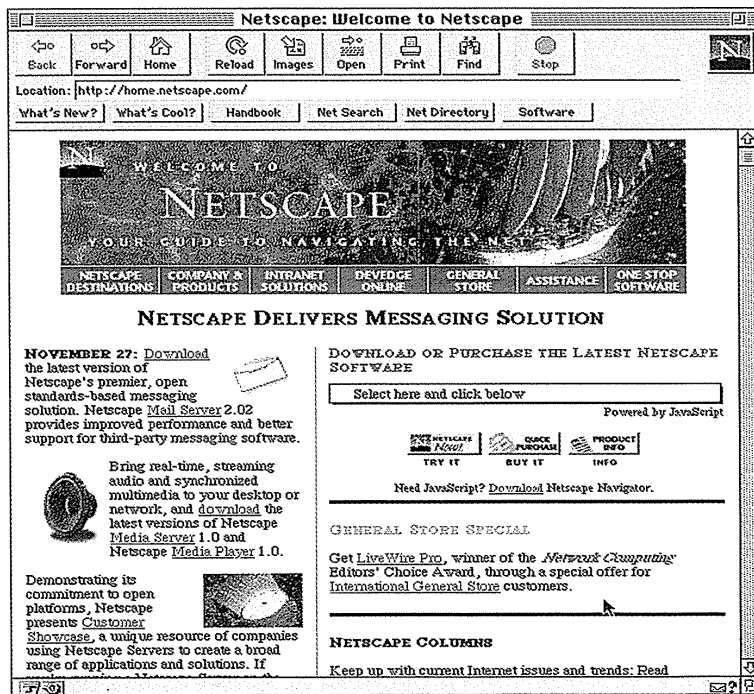 Netscape: Welcome to Netscape
Back Forward Home Reload Images Open Print Find Stop
N
Location: http://home.netscape.com/
What's New? What's Cool? Handbook Net Search Net Directory Software
N
WELCOME TO
NETSCAPE
YOUR GUIDE TO NAVIGATING THE NET
NETSCAPE DESTINATIONS
COMPANY & PRODUCTS
INTRANET SOLUTIONS
DEVEDGE ONLINE
GENERAL STORE
ASSISTANCE
ONE STOP SOFTWARE
NETSCAPE DELIVERS MESSAGING SOLUTION
NOVEMBER 27: Download
the latest version of
Netscape's premier, open
standards-based messaging
solution. Netscape Mail Server 2.02
provides improved performance and better
support for third-party messaging software.
Bring real-time, streaming
audio and synchronized
multimedia to your desktop or
network, and download the
latest versions of Netscape
Media Server 1.0 and
Netscape Media Player 1.0.
Demonstrating its
commitment to open
platforms, Netscape
presents Customer
Showcase, a unique resource of companies
using Netscape Servers to create a broad
range of applications and solutions. If
DOWNLOAD OR PURCHASE THE LATEST NETSCAPE
SOFTWARE
Select here and click below
Powered by JavaScript
NETSCAPE Now!
QUICK PURCHASE
PRODUCT INFO
TRY IT BUY IT INFO
Need JavaScript? Download Netscape Navigator.
GENERAL STORE SPECIAL
Get LiveWire Pro, winner of the Network Computing
Editors' Choice Award, through a special offer for
International General Store customers.
NETSCAPE COLUMNS
Keep up with current Internet issues and trends: Read
?